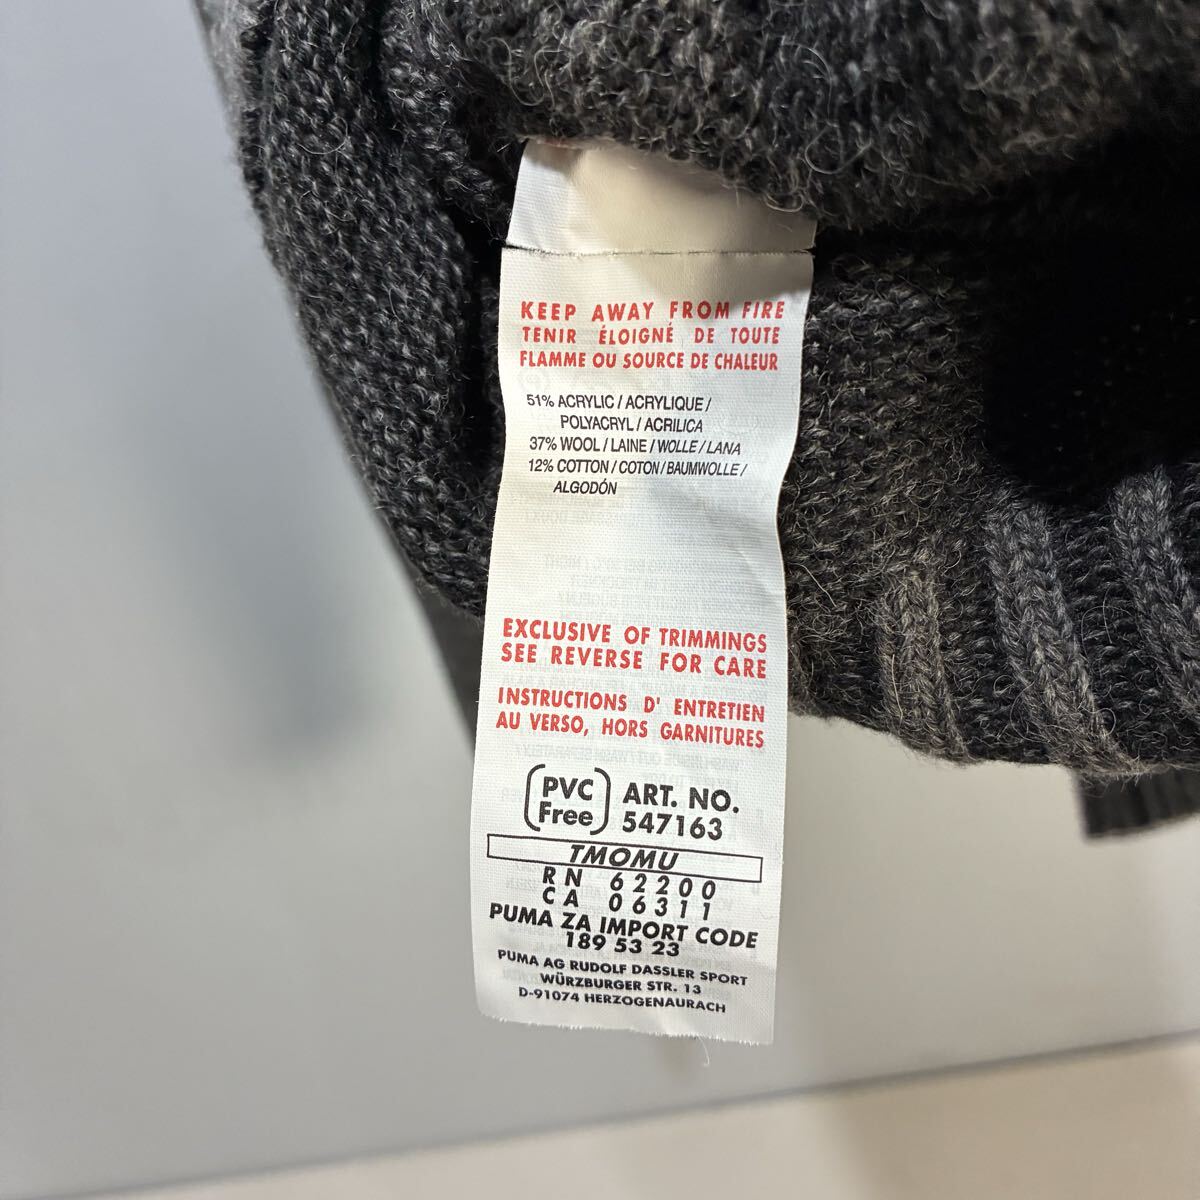 KEEP AWAY FROM FIRE
TENIR ÉLOIGNÉ DE TOUTE
FLAMME OU SOURCE DE CHALEUR
51% ACRYLIC / ACRYLIQUE /
POLYACRYL / ACRILICA
37% WOOL / LAINE / WOLLE / LANA
12% COTTON / COTON / BAUMWOLLE /
ALGODÓN
EXCLUSIVE OF TRIMMINGS
SEE REVERSE FOR CARE
INSTRUCTIONS D' ENTRETIEN
AU VERSO, HORS GARNITURES
PVC Free
ART. NO.
547163
TMOMU
RN 62200
CA 06311
PUMA ZA IMPORT CODE
189 53 23
PUMA AG RUDOLF DASSLER SPORT
WÜRZBURGER STR. 13
D-91074 HERZOGENAURACH